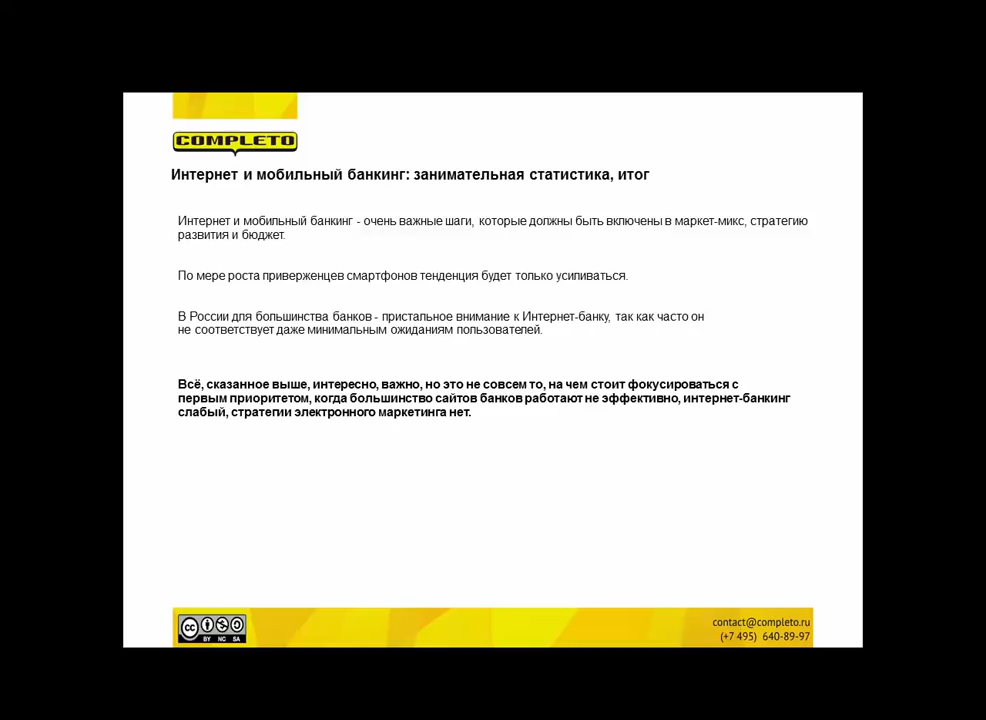 COMPLETO
Интернет и мобильный банкинг: занимательная статистика, итог
Интернет и мобильный банкинг - очень важные шаги, которые должны быть включены в маркет-микс, стратегию
развития и бюджет.
По мере роста приверженцев смартфонов тенденция будет только усиливаться.
В России для большинства банков - пристальное внимание к Интернет-банку, так как часто он
не соответствует даже минимальным ожиданиям пользователей.
Всё, сказанное выше, интересно, важно, но это не совсем то, на чем стоит фокусироваться с
первым приоритетом, когда большинство сайтов банков работают не эффективно, интернет-банкинг
слабый, стратегии электронного маркетинга нет.
cc BY NC SA
contact@completo.ru
(+7 495) 640-89-97